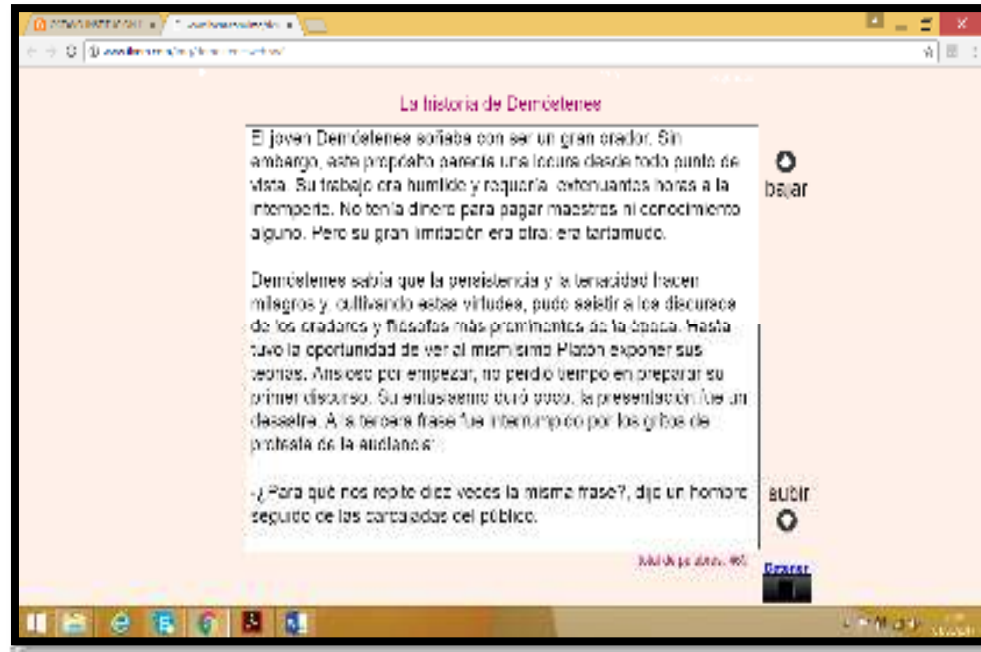 La historia de Demóstenes
El joven Demóstenes soñaba con ser un gran orador. Sin
embargo, este propósito parecía una locura desde todo punto de
vista. Su trabajo era humilde y requería extenuantes horas a la
intemperie. No tenía dinero para pagar maestros ni conocimiento
alguno. Pero su gran limitación era otra: era tartamudo.
Demóstenes sabía que la persistencia y la tenacidad hacen
milagros y, cultivando estas virtudes, pudo asistir a los discursos
de los oradores y filósofos más prominentes de la época. Hasta
tuvo la oportunidad de ver al mismísimo Platón exponer sus
teorías. Ansioso por empezar, no perdió tiempo en preparar su
primer discurso. Su entusiasmo duró poco: la presentación fue un
desastre. A la tercera frase fue interrumpido por los gritos de
protesta de la audiencia:
-¿Para qué nos repite diez veces la misma frase?, dijo un hombre
seguido de las carcajadas del público.
bajar
subir
total de palabras:
Detener